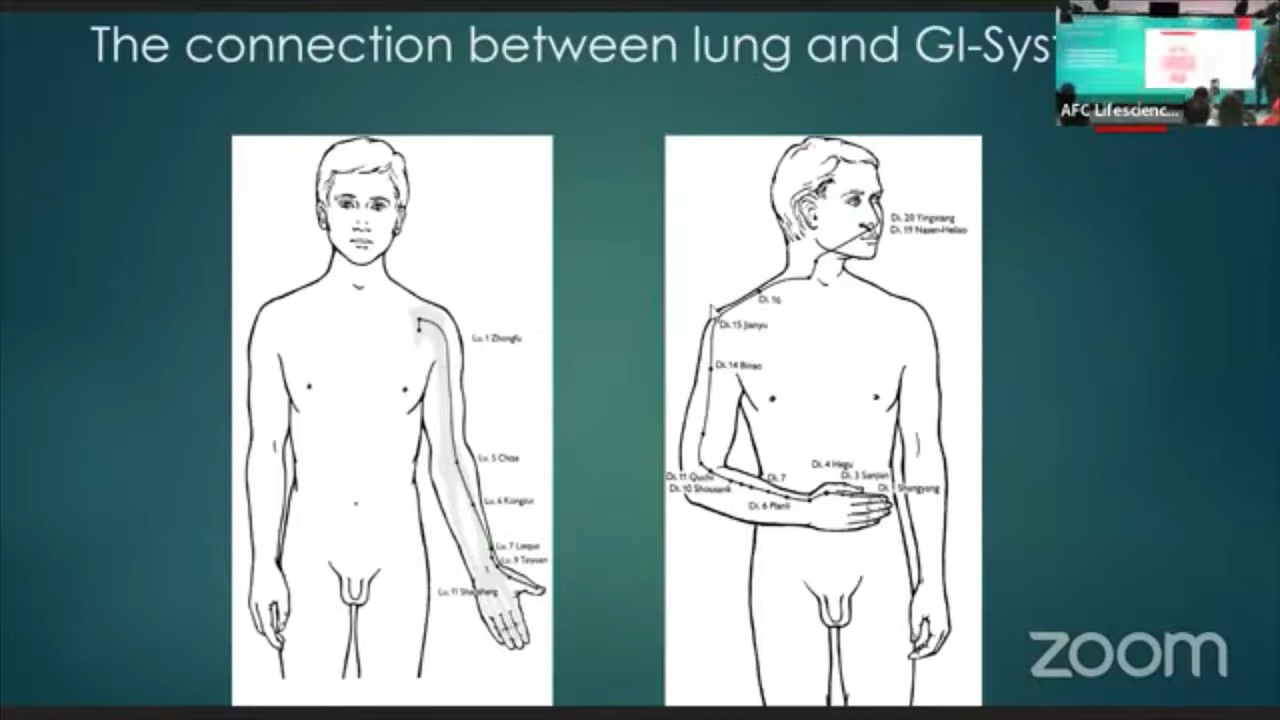 The connection between lung and GI-Sys
AFC Lifescienc...
Di. 20 Yingxiang
Di. 19 Nasen-Heliao
Di. 16
Di. 15 Jianyu
Lu. 1 Zhongfu
Di. 14 Binao
Lu. 5 Chize
Di. 4 Hegu
Di. 11 Quchi
Di. 7
Di. 3 Sanjian
Di. 10 Shousanli
Di. 1 Shangyang
Lu. 6 Kongzui
Di. 6 Pianli
Lu. 7 Lieque
Lu. 9 Taiyuan
Lu. 11 Shaoshang
zoom